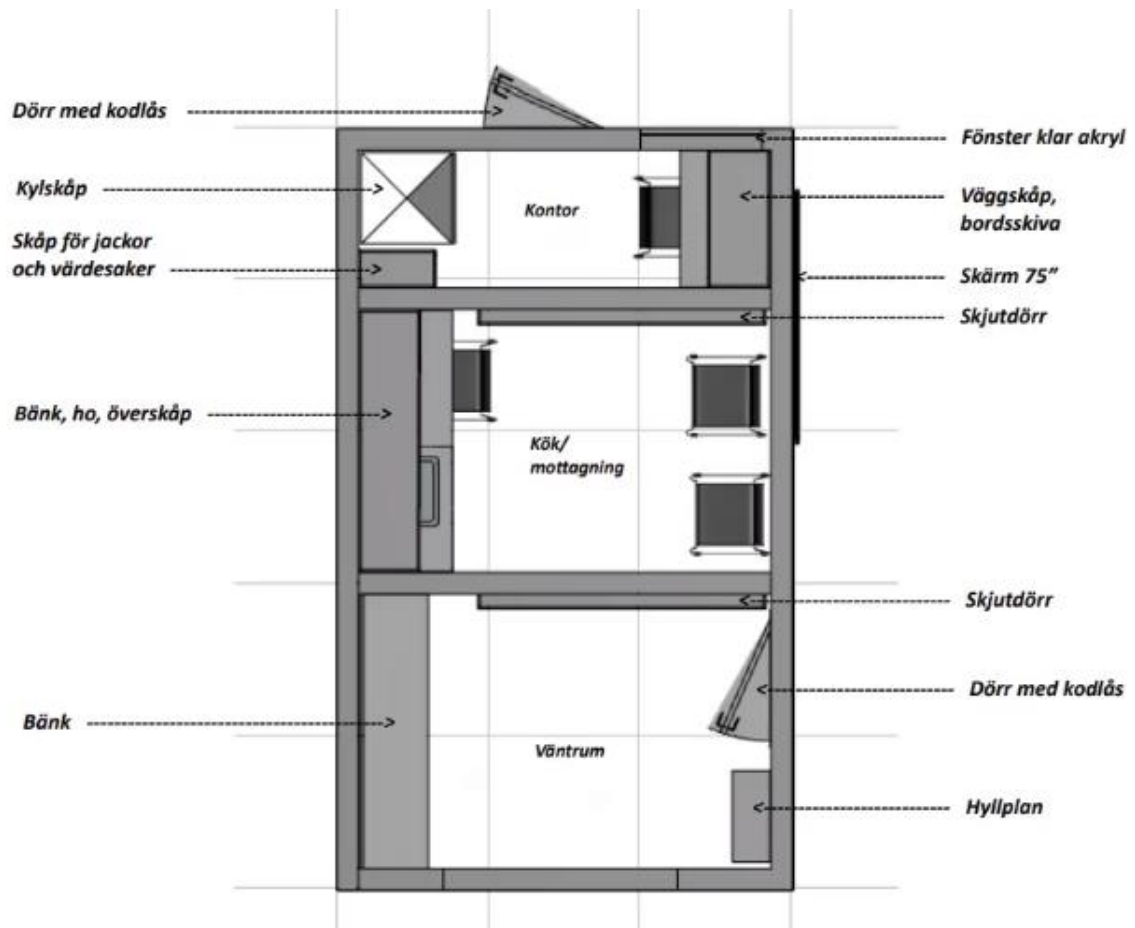 Dörr med kodlås
Fönster klar akryl
Kylskåp
Väggskåp,
bordsskiva
Kontor
Skåp för jackor
och värdesaker
Skärm 75”
Skjutdörr
Bänk, ho, överskåp
Kök/
mottagning
Skjutdörr
Dörr med kodlås
Bänk
Väntrum
Hyllplan